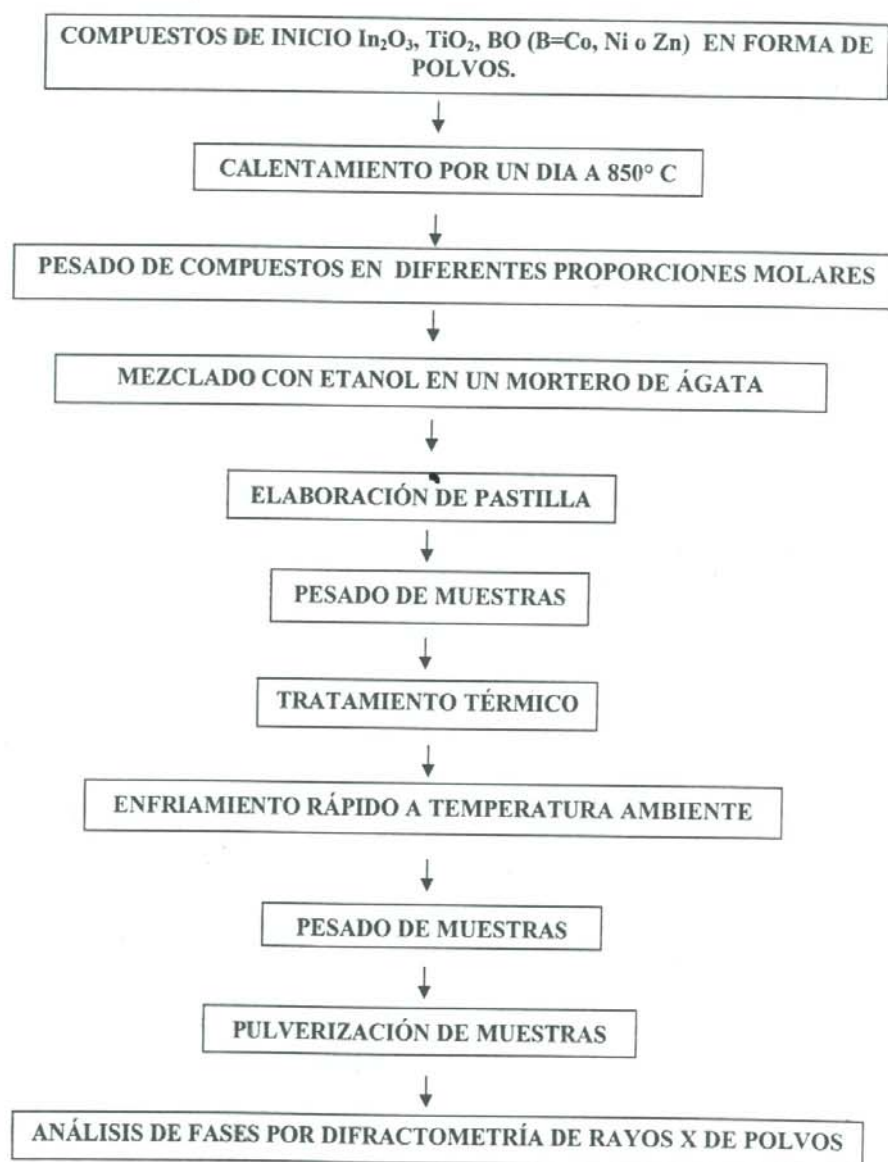 COMPUESTOS DE INICIO In₂O₃, TiO₂, BO (B=Co, Ni o Zn) EN FORMA DE
POLVOS.
CALENTAMIENTO POR UN DIA A 850° C
PESADO DE COMPUESTOS EN DIFERENTES PROPORCIONES MOLARES
MEZCLADO CON ETANOL EN UN MORTERO DE ÁGATA
ELABORACIÓN DE PASTILLA
PESADO DE MUESTRAS
TRATAMIENTO TÉRMICO
ENFRIAMIENTO RÁPIDO A TEMPERATURA AMBIENTE
PESADO DE MUESTRAS
PULVERIZACIÓN DE MUESTRAS
ANÁLISIS DE FASES POR DIFRACTOMETRÍA DE RAYOS X DE POLVOS